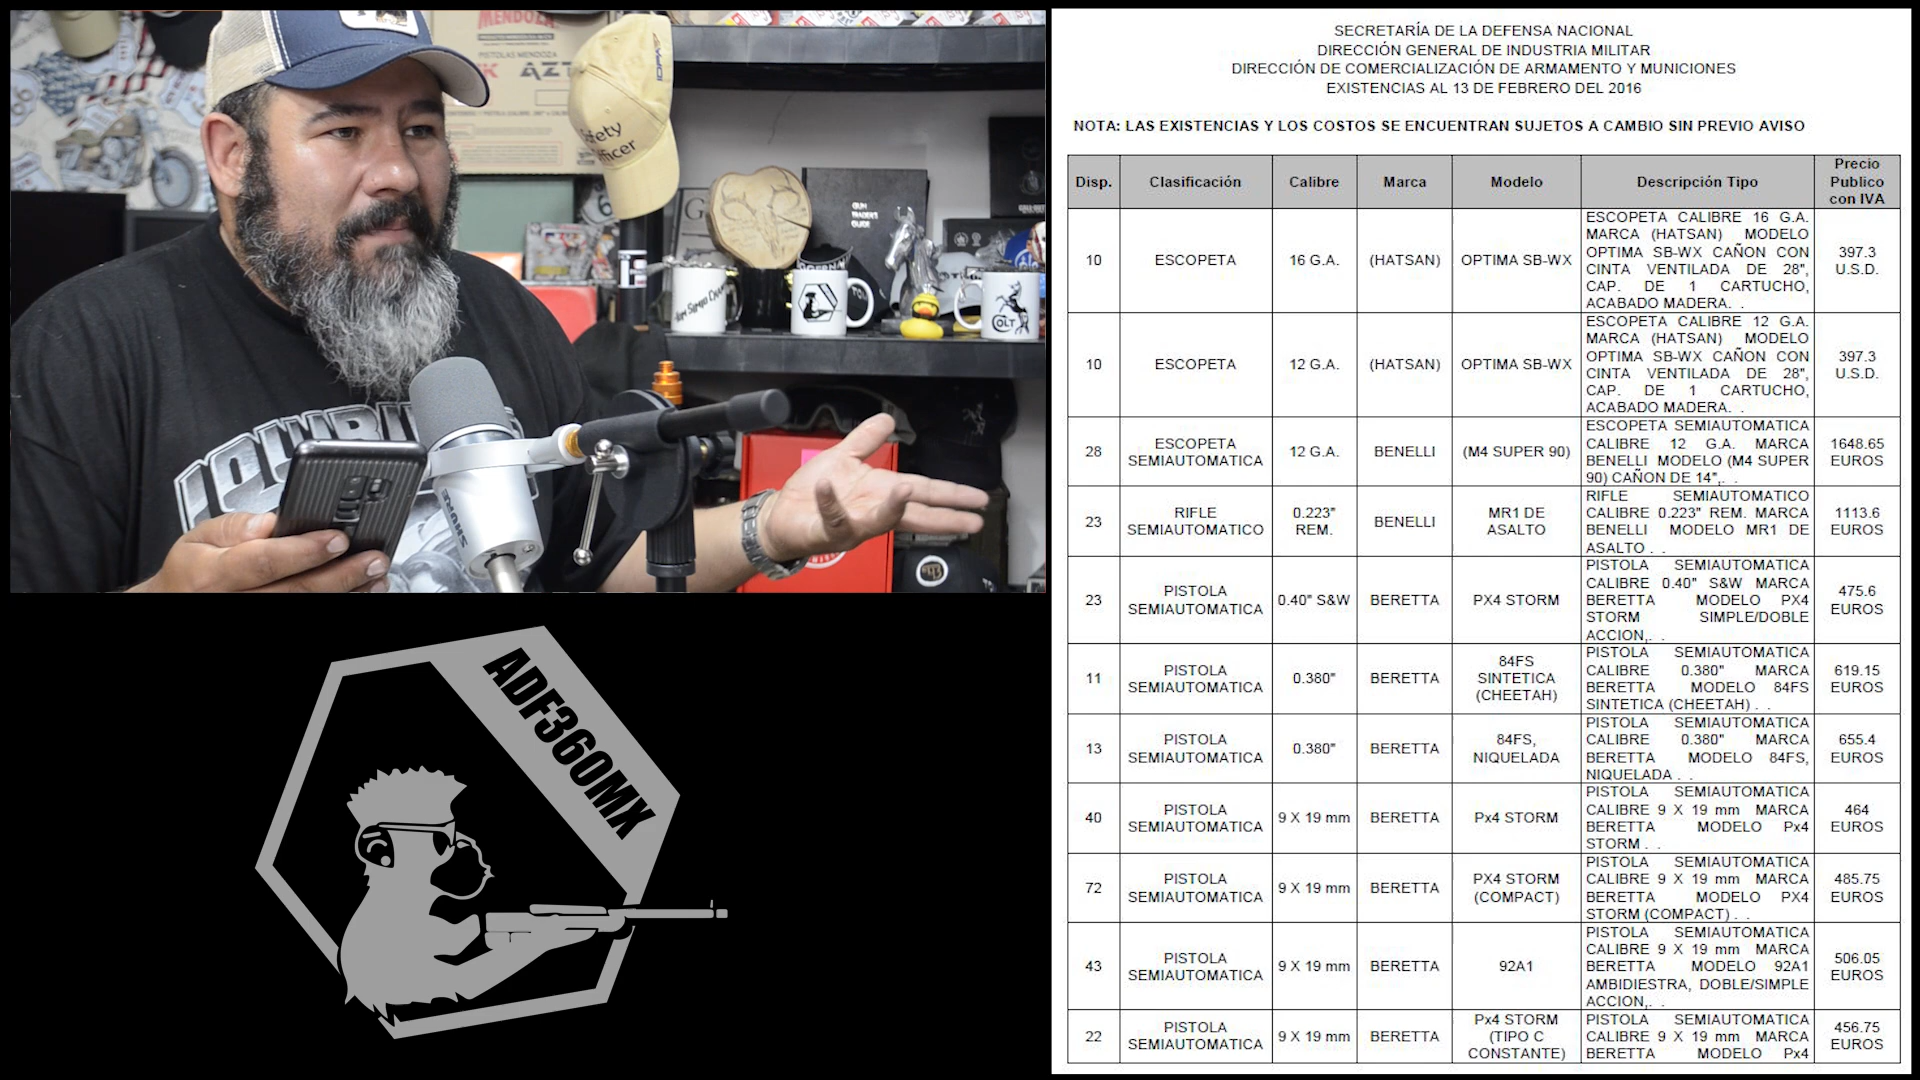 MENDOZA
PISTOLAS MENDOZA
AZT
Safety
Officer
GUN
TRADER'S
GUIDE
COLT
SHURE
ADF360MX
SECRETARÍA DE LA DEFENSA NACIONAL
DIRECCIÓN GENERAL DE INDUSTRIA MILITAR
DIRECCIÓN DE COMERCIALIZACIÓN DE ARMAMENTO Y MUNICIONES
EXISTENCIAS AL 13 DE FEBRERO DEL 2016
NOTA: LAS EXISTENCIAS Y LOS COSTOS SE ENCUENTRAN SUJETOS A CAMBIO SIN PREVIO AVISO
Disp. Clasificación Calibre Marca Modelo Descripción Tipo Precio
Publico
con IVA
10 ESCOPETA 16 G.A. (HATSAN) OPTIMA SB-WX
ESCOPETA CALIBRE 16 G.A.
MARCA (HATSAN) MODELO
OPTIMA SB-WX CAÑON CON
CINTA VENTILADA DE 28",
CAP. DE 1 CARTUCHO,
ACABADO MADERA. .
397.3
U.S.D.
10 ESCOPETA 12 G.A. (HATSAN) OPTIMA SB-WX
ESCOPETA CALIBRE 12 G.A.
MARCA (HATSAN) MODELO
OPTIMA SB-WX CAÑON CON
CINTA VENTILADA DE 28",
CAP. DE 1 CARTUCHO,
ACABADO MADERA. .
397.3
U.S.D.
28 ESCOPETA
SEMIAUTOMATICA
12 G.A. BENELLI (M4 SUPER 90)
ESCOPETA SEMIAUTOMATICA
CALIBRE 12 G.A. MARCA
BENELLI MODELO (M4 SUPER
90) CAÑON DE 14",. .
1648.65
EUROS
23 RIFLE
SEMIAUTOMATICO
0.223"
REM.
BENELLI
MR1 DE
ASALTO
RIFLE SEMIAUTOMATICO
CALIBRE 0.223" REM. MARCA
BENELLI MODELO MR1 DE
ASALTO . .
1113.6
EUROS
23 PISTOLA
SEMIAUTOMATICA
0.40" S&W BERETTA PX4 STORM
PISTOLA SEMIAUTOMATICA
CALIBRE 0.40" S&W MARCA
BERETTA MODELO PX4
STORM SIMPLE/DOBLE
ACCION,. .
475.6
EUROS
11 PISTOLA
SEMIAUTOMATICA
0.380" BERETTA
84FS
SINTETICA
(CHEETAH)
PISTOLA SEMIAUTOMATICA
CALIBRE 0.380" MARCA
BERETTA MODELO 84FS
SINTETICA (CHEETAH) . .
619.15
EUROS
13 PISTOLA
SEMIAUTOMATICA
0.380" BERETTA
84FS,
NIQUELADA
PISTOLA SEMIAUTOMATICA
CALIBRE 0.380" MARCA
BERETTA MODELO 84FS,
NIQUELADA . .
655.4
EUROS
40 PISTOLA
SEMIAUTOMATICA
9 X 19 mm BERETTA Px4 STORM
PISTOLA SEMIAUTOMATICA
CALIBRE 9 X 19 mm MARCA
BERETTA MODELO Px4
STORM . .
464
EUROS
72 PISTOLA
SEMIAUTOMATICA
9 X 19 mm BERETTA
PX4 STORM
(COMPACT)
PISTOLA SEMIAUTOMATICA
CALIBRE 9 X 19 mm MARCA
BERETTA MODELO PX4
STORM (COMPACT) . .
485.75
EUROS
43 PISTOLA
SEMIAUTOMATICA
9 X 19 mm BERETTA 92A1
PISTOLA SEMIAUTOMATICA
CALIBRE 9 X 19 mm MARCA
BERETTA MODELO 92A1
AMBIDIESTRA, DOBLE/SIMPLE
ACCION,. .
506.05
EUROS
22 PISTOLA
SEMIAUTOMATICA
9 X 19 mm BERETTA
Px4 STORM
(TIPO C
CONSTANTE)
PISTOLA SEMIAUTOMATICA
CALIBRE 9 X 19 mm MARCA
BERETTA MODELO Px4
456.75
EUROS